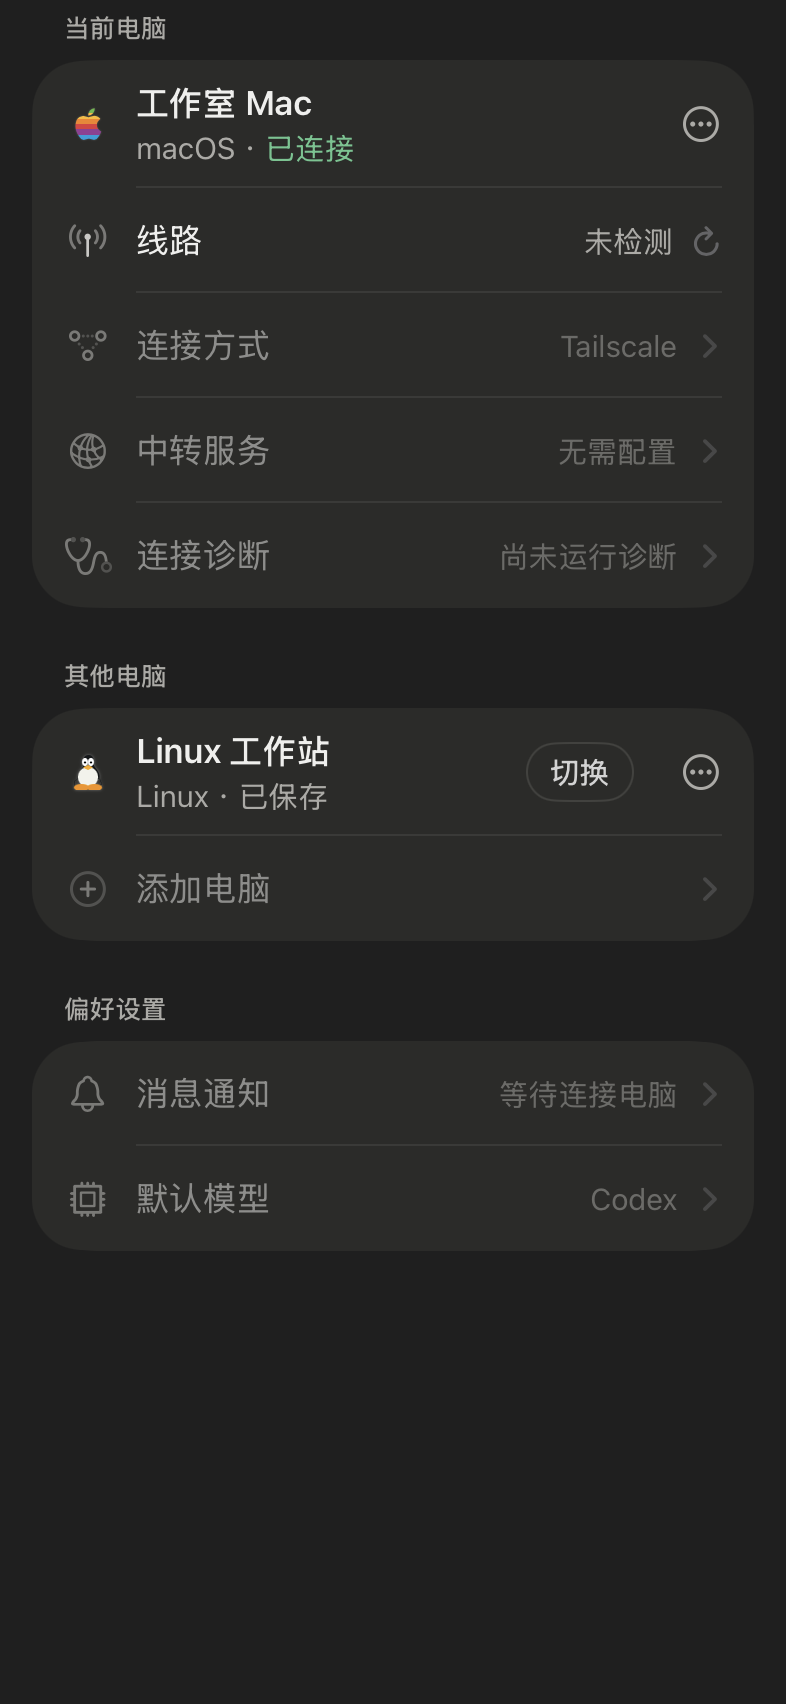 当前电脑
工作室 Mac
macOS · 已连接
线路 未检测
连接方式 Tailscale
中转服务 无需配置
连接诊断 尚未运行诊断
其他电脑
Linux 工作站
Linux · 已保存
切换
添加电脑
偏好设置
消息通知 等待连接电脑
默认模型 Codex